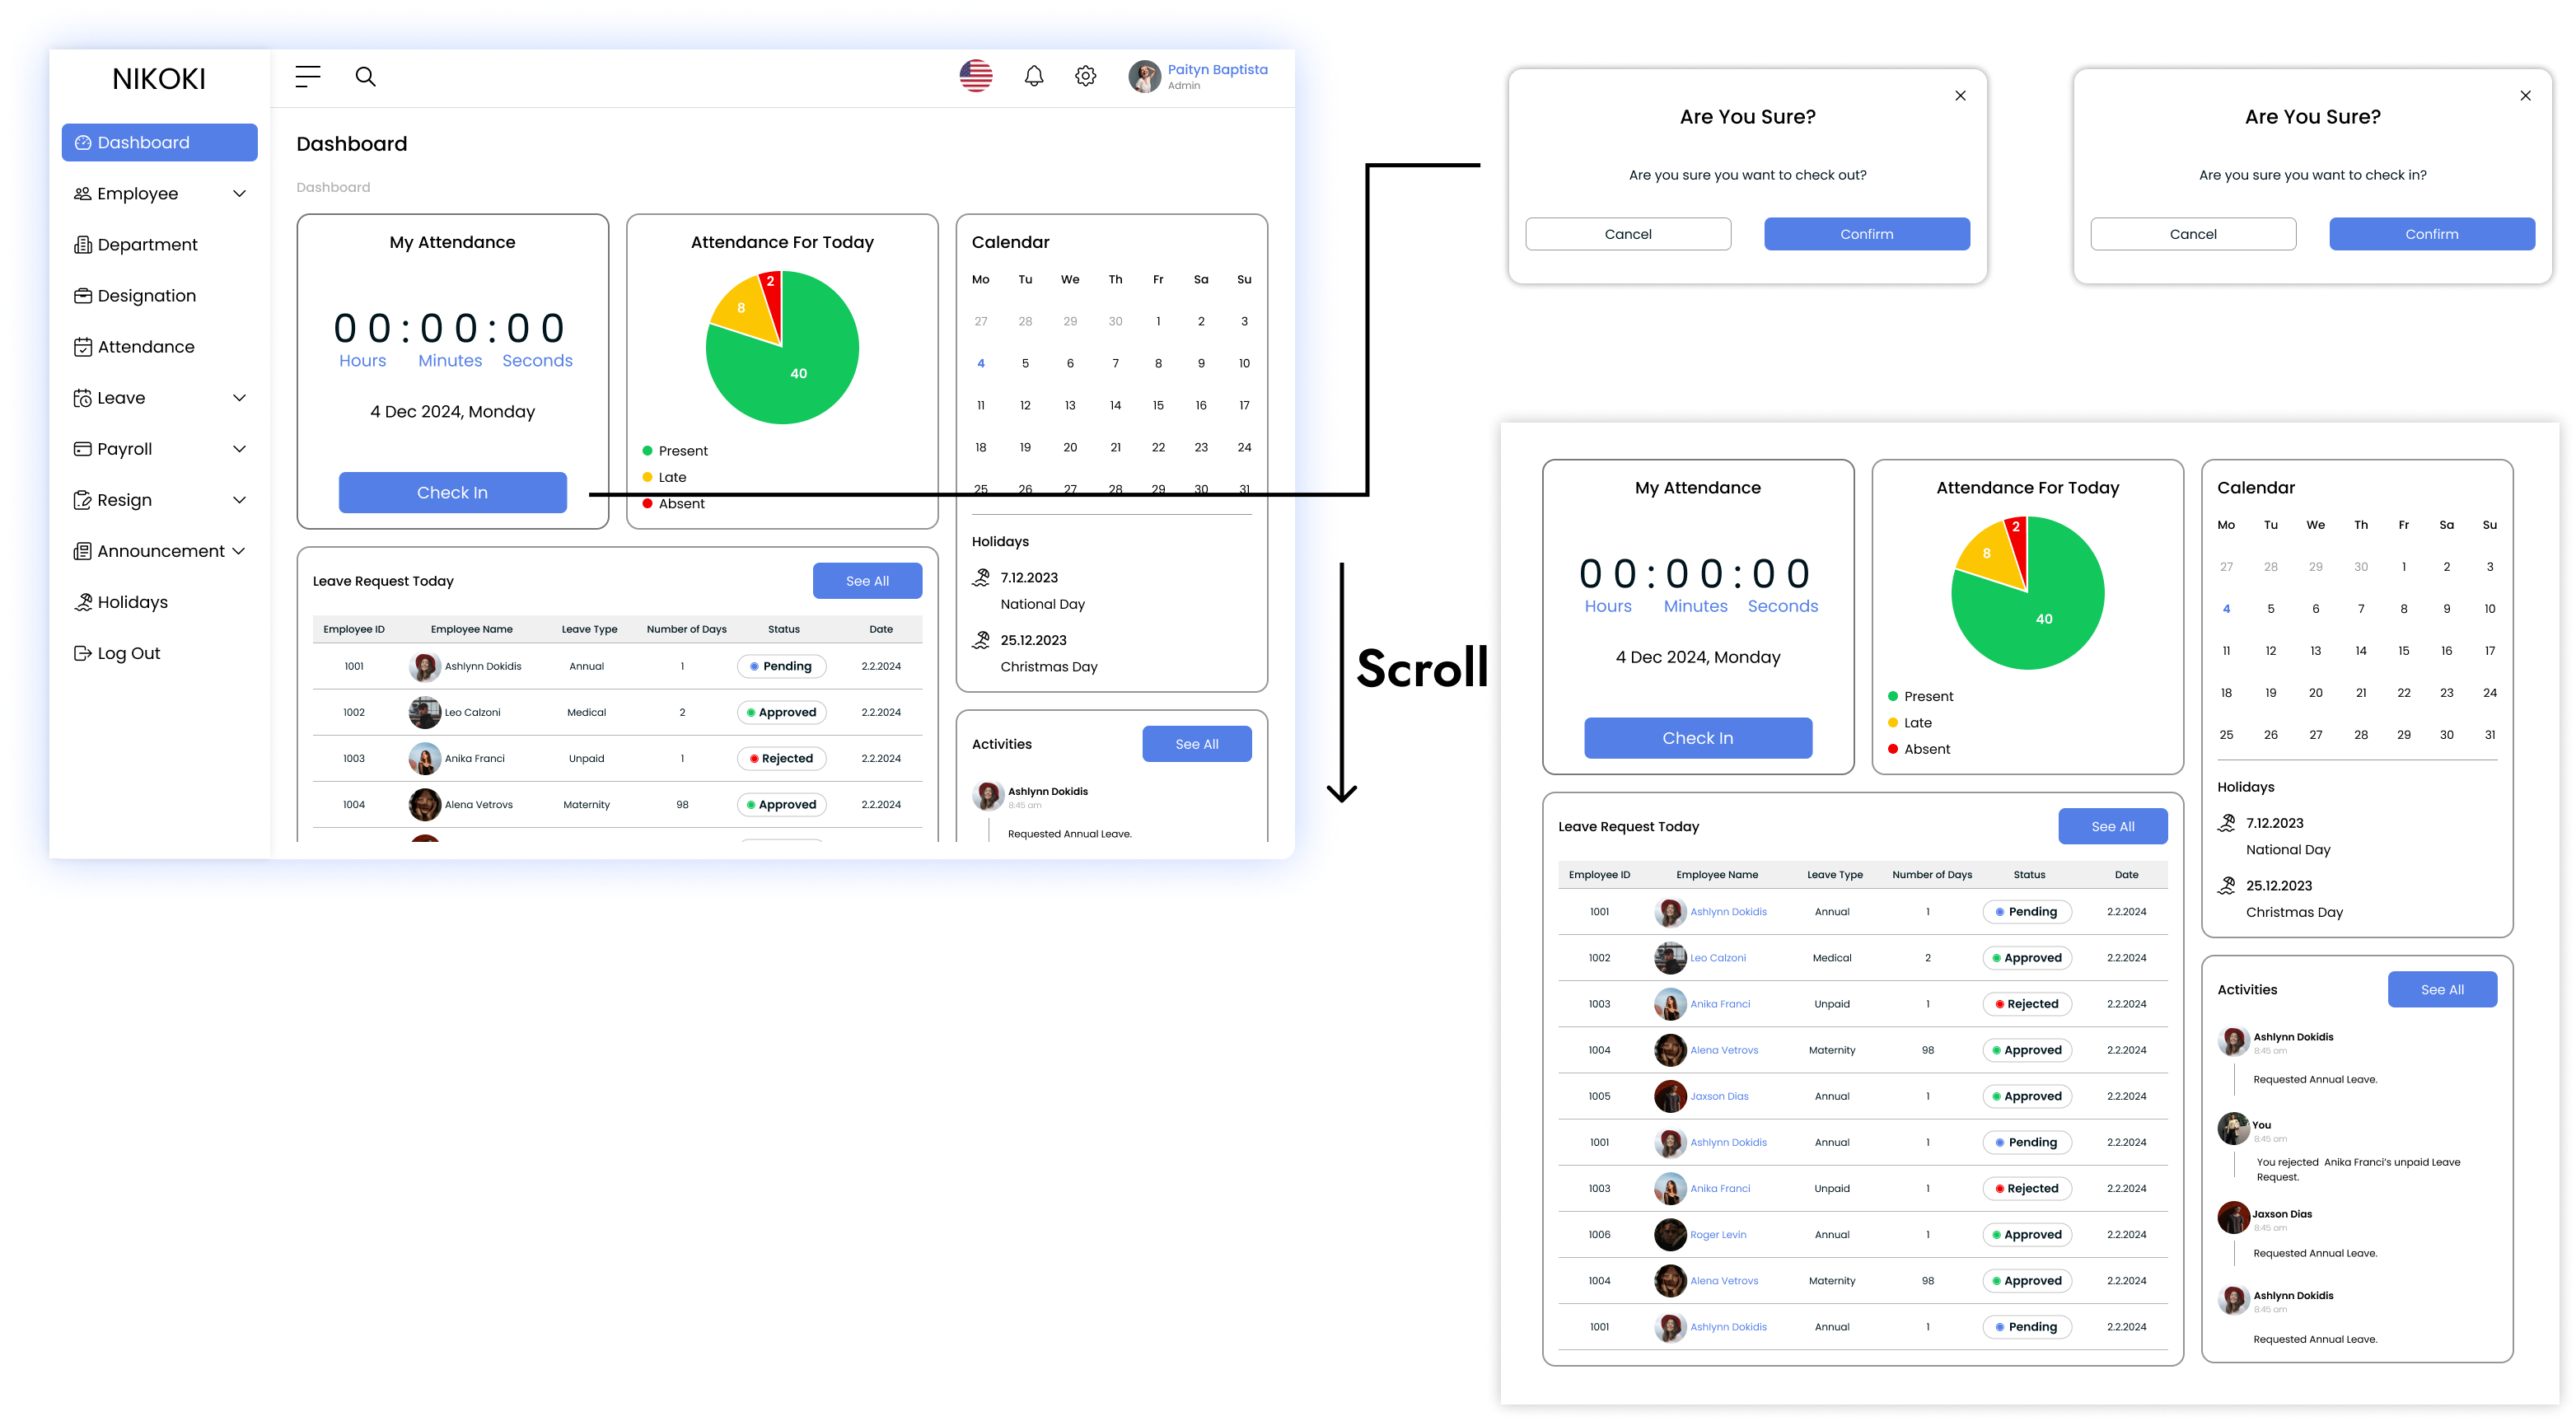 NIKOKI
Dashboard
Employee
Department
Designation
Attendance
Leave
Payroll
Resign
Announcement
Holidays
Log Out
Paityn Baptista
Admin
Dashboard
Dashboard
My Attendance
00:00:00
Hours Minutes Seconds
4 Dec 2024, Monday
Check In
Attendance For Today
2
8
40
Present
Late
Absent
Calendar
Mo Tu We Th Fr Sa Su
27 28 29 30 1 2 3
4 5 6 7 8 9 10
11 12 13 14 15 16 17
18 19 20 21 22 23 24
25 26 27 28 29 30 31
Holidays
7.12.2023
National Day
25.12.2023
Christmas Day
Leave Request Today See All
Employee ID Employee Name Leave Type Number of Days Status Date
1001 Ashlynn Dokidis Annual 1 Pending 2.2.2024
1002 Leo Calzoni Medical 2 Approved 2.2.2024
1003 Anika Franci Unpaid 1 Rejected 2.2.2024
1004 Alena Vetrovs Maternity 98 Approved 2.2.2024
Activities See All
Ashlynn Dokidis
8:45 am
Requested Annual Leave.
Are You Sure?
Are you sure you want to check out?
Cancel Confirm
Are You Sure?
Are you sure you want to check in?
Cancel Confirm
Scroll
My Attendance
00:00:00
Hours Minutes Seconds
4 Dec 2024, Monday
Check In
Attendance For Today
2
8
40
Present
Late
Absent
Calendar
Mo Tu We Th Fr Sa Su
27 28 29 30 1 2 3
4 5 6 7 8 9 10
11 12 13 14 15 16 17
18 19 20 21 22 23 24
25 26 27 28 29 30 31
Holidays
7.12.2023
National Day
25.12.2023
Christmas Day
Leave Request Today See All
Employee ID Employee Name Leave Type Number of Days Status Date
1001 Ashlynn Dokidis Annual 1 Pending 2.2.2024
1002 Leo Calzoni Medical 2 Approved 2.2.2024
1003 Anika Franci Unpaid 1 Rejected 2.2.2024
1004 Alena Vetrovs Maternity 98 Approved 2.2.2024
1005 Jaxson Dias Annual 1 Approved 2.2.2024
1001 Ashlynn Dokidis Annual 1 Pending 2.2.2024
1003 Anika Franci Unpaid 1 Rejected 2.2.2024
1006 Roger Levin Annual 1 Approved 2.2.2024
1004 Alena Vetrovs Maternity 98 Approved 2.2.2024
1001 Ashlynn Dokidis Annual 1 Pending 2.2.2024
Activities See All
Ashlynn Dokidis
8:45 am
Requested Annual Leave.
You
8:45 am
You rejected Anika Franci's unpaid Leave
Request.
Jaxson Dias
8:45 am
Requested Annual Leave.
Ashlynn Dokidis
8:45 am
Requested Annual Leave.